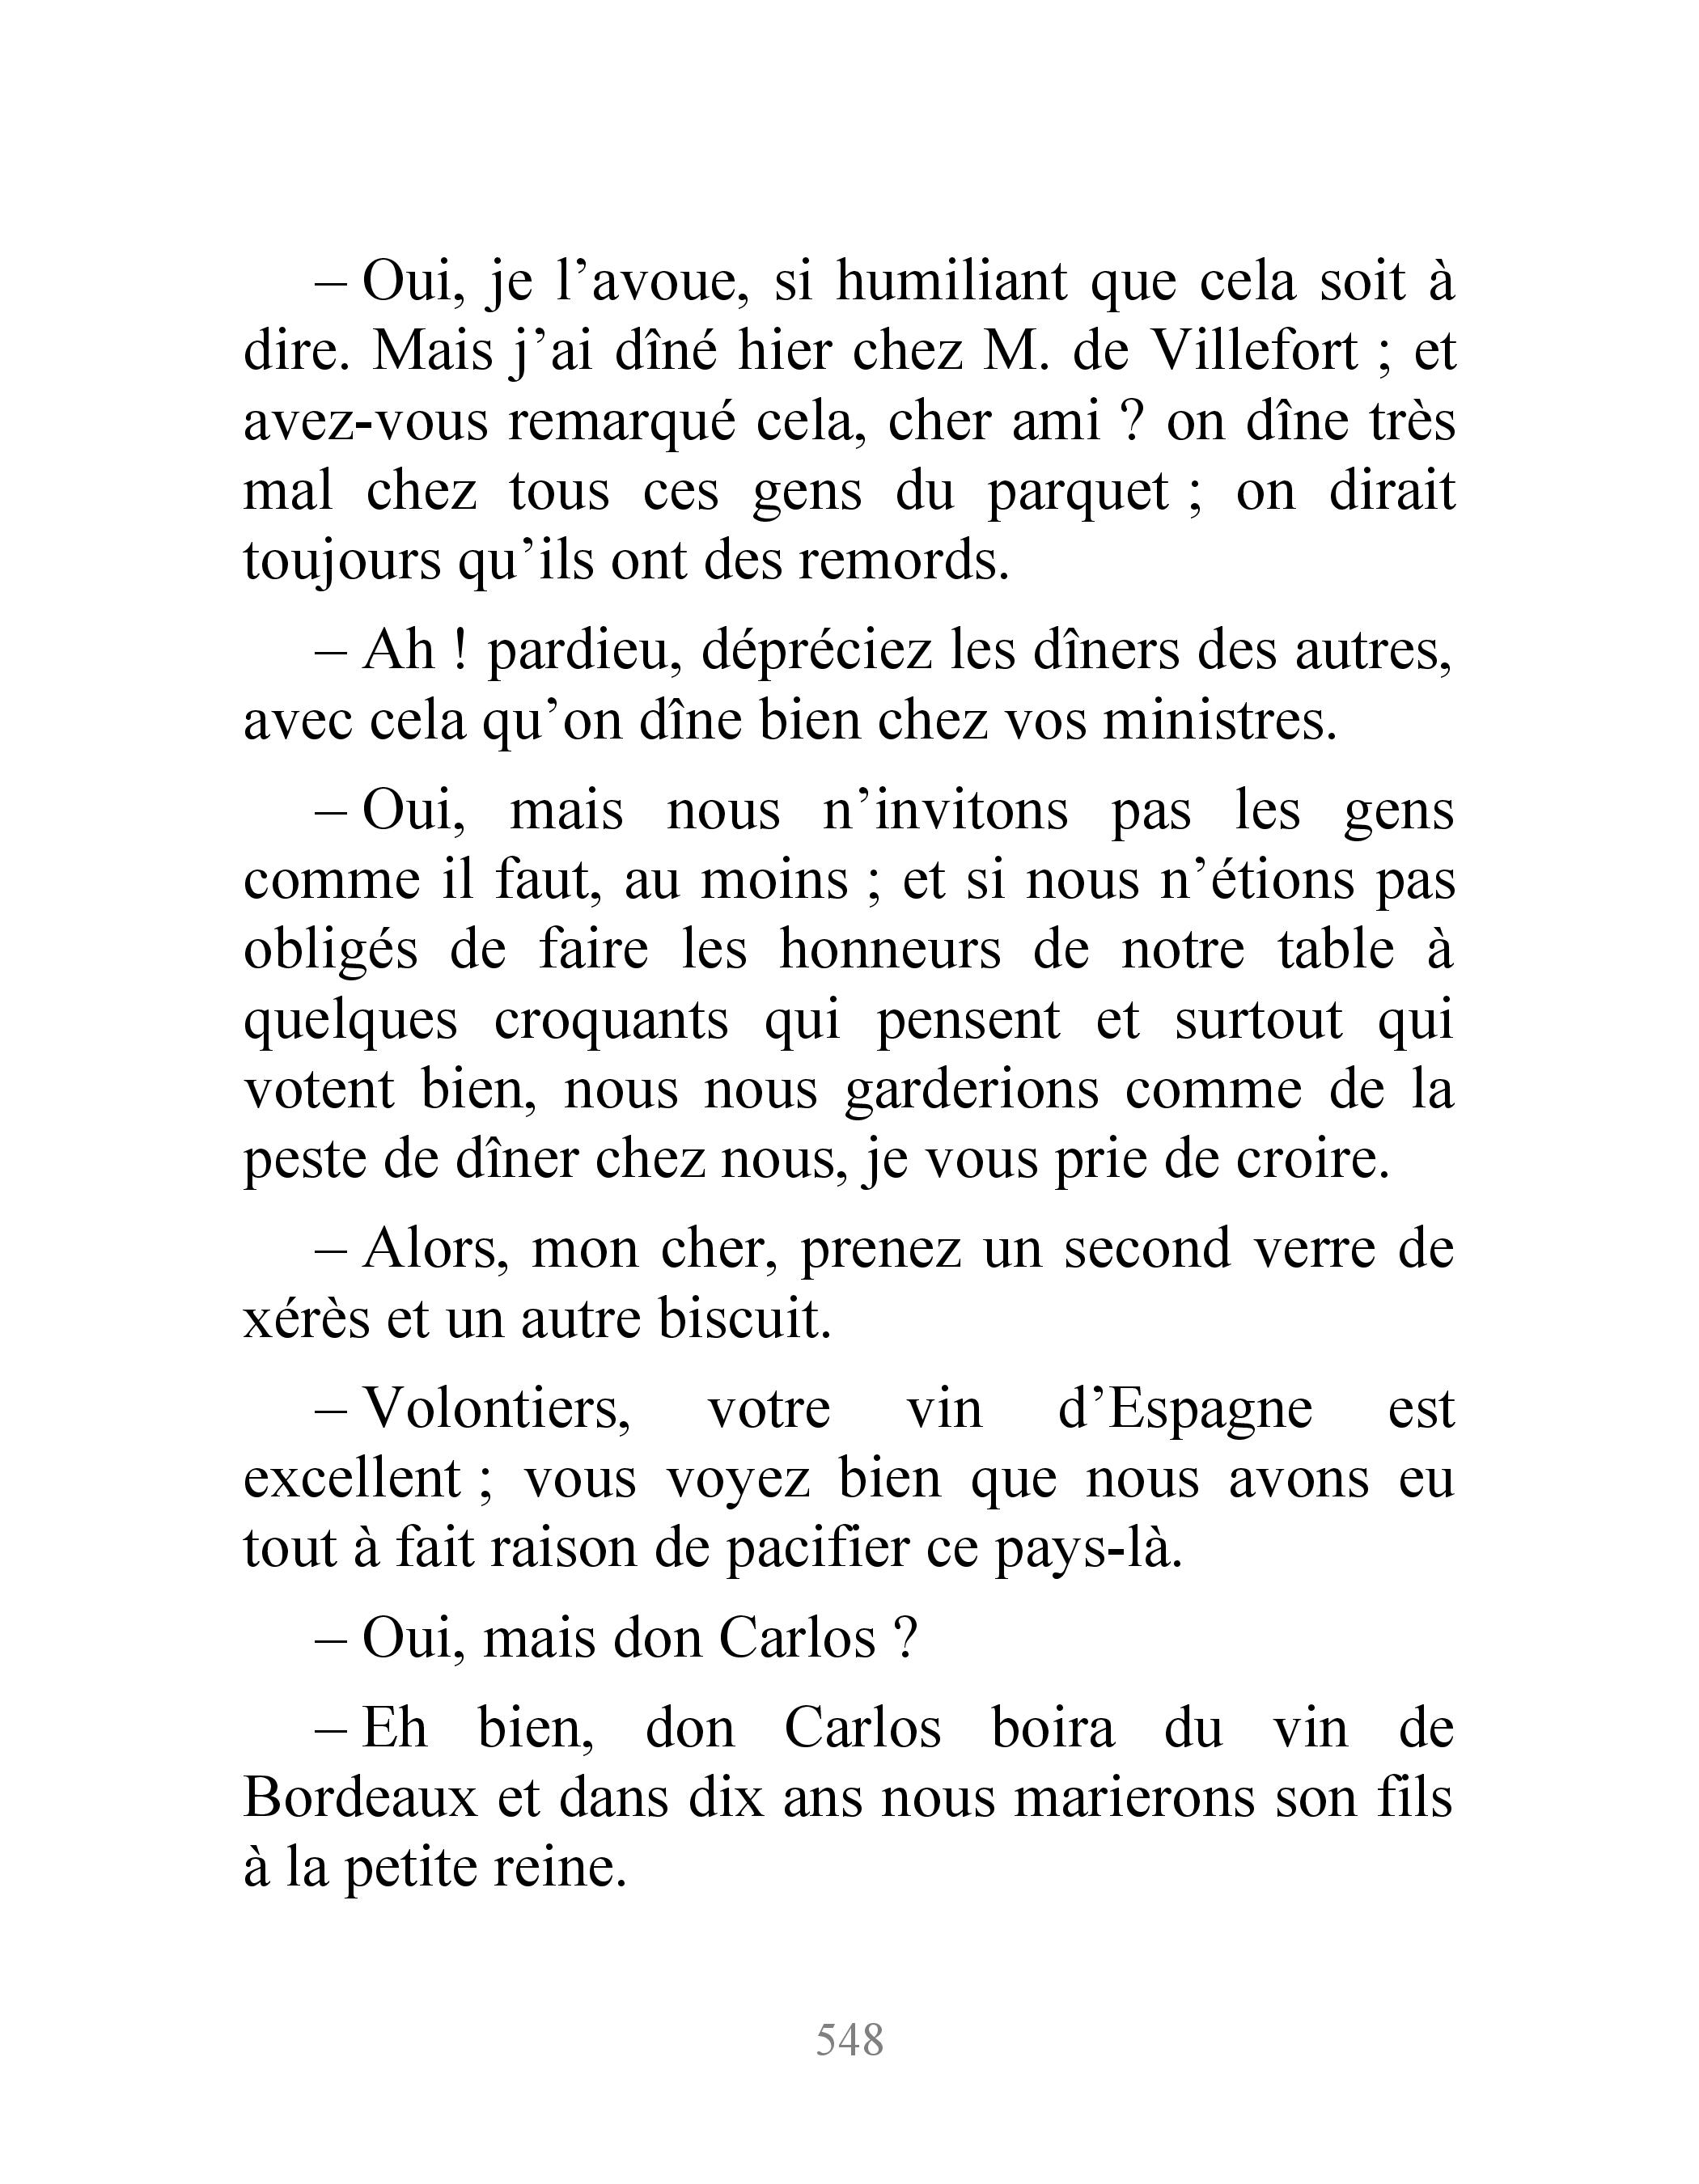 – Oui, je l’avoue, si humiliant que cela soit à
dire. Mais j’ai dîné hier chez M. de Villefort ; et
avez-vous remarqué cela, cher ami ? on dîne très
mal chez tous ces gens du parquet ; on dirait
toujours qu’ils ont des remords.
– Ah ! pardieu, dépréciez les dîners des autres,
avec cela qu’on dîne bien chez vos ministres.
– Oui, mais nous n’invitons pas les gens
comme il faut, au moins ; et si nous n’étions pas
obligés de faire les honneurs de notre table à
quelques croquants qui pensent et surtout qui
votent bien, nous nous garderions comme de la
peste de dîner chez nous, je vous prie de croire.
– Alors, mon cher, prenez un second verre de
xérès et un autre biscuit.
– Volontiers, votre vin d’Espagne est
excellent ; vous voyez bien que nous avons eu
tout à fait raison de pacifier ce pays-là.
– Oui, mais don Carlos ?
– Eh bien, don Carlos boira du vin de
Bordeaux et dans dix ans nous marierons son fils
à la petite reine.
548